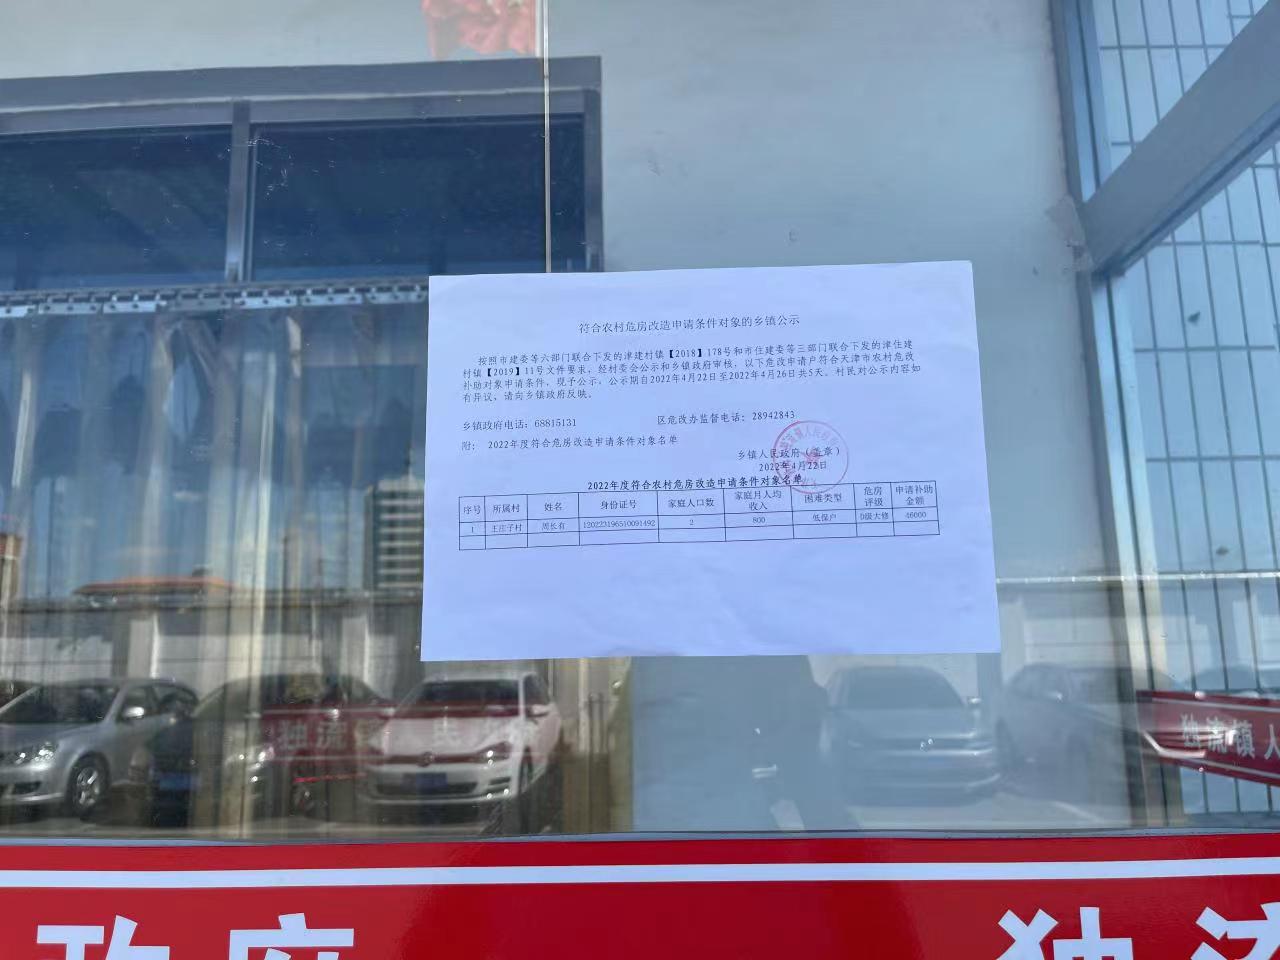 符合农村危房改造申请条件对象的乡镇公示
按照市建委等六部门联合下发的津建村镇【2018】178号和市住建委等三部门联合下发的津住建
村镇【2019】11号文件要求，经村委会公示和乡镇政府审核，以下危改申请户符合天津市农村危改
补助对象申请条件，现予公示，公示期自2022年4月22日至2022年4月26日共5天。村民对公示内容如
有异议，请向乡镇政府反映。
乡镇政府电话：68815131 区危改办监督电话：28942843
附： 2022年度符合危房改造申请条件对象名单
乡镇人民政府（盖章）
2022年4月22日
2022年度符合农村危房改造申请条件对象名单
序号 所属村 姓名 身份证号 家庭人口数 家庭月人均收入 困难类型 危房评级 申请补助金额
1 王庄子村 周长有 120223196510091492 2 800 低保户 D级大修 46000
独流镇人民
独流镇人
政府 独流